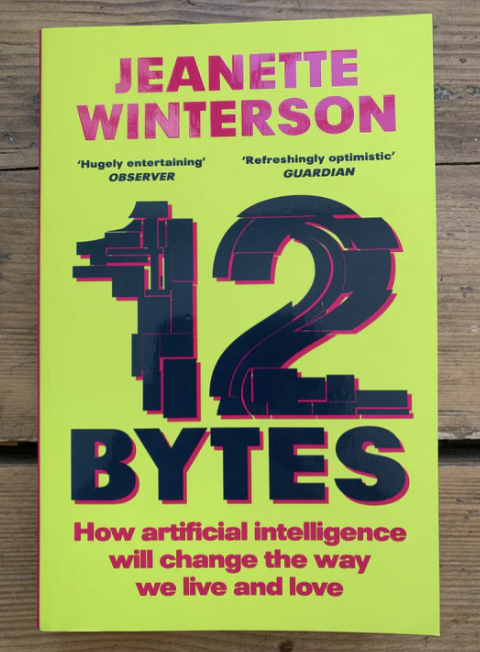 JEANETTE
WINTERSON
'Hugely entertaining'
OBSERVER
'Refreshingly optimistic'
GUARDIAN
12
BYTES
How artificial intelligence
will change the way
we live and love